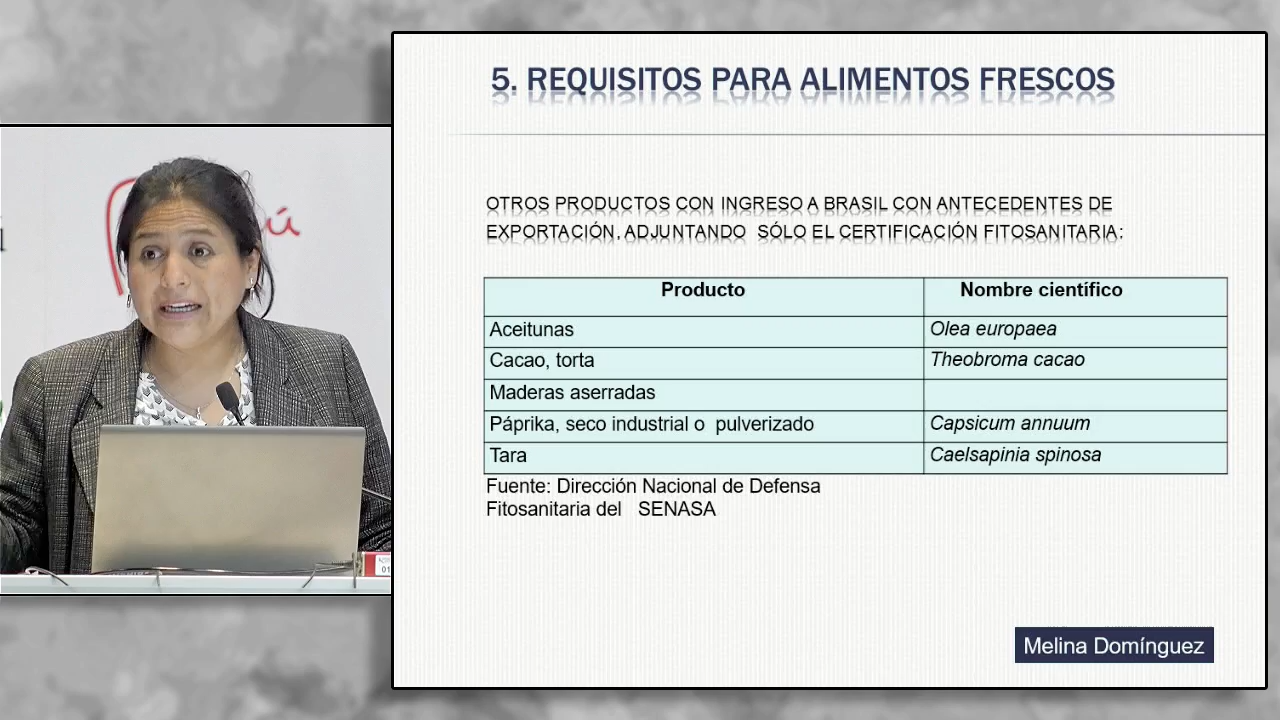 5. REQUISITOS PARA ALIMENTOS FRESCOS
OTROS PRODUCTOS CON INGRESO A BRASIL CON ANTECEDENTES DE
EXPORTACIÓN, ADJUNTANDO SÓLO EL CERTIFICACIÓN FITOSANITARIA:
Producto Nombre científico
Aceitunas Olea europaea
Cacao, torta Theobroma cacao
Maderas aserradas
Páprika, seco industrial o pulverizado Capsicum annuum
Tara Caelsapinia spinosa
Fuente: Dirección Nacional de Defensa
Fitosanitaria del SENASA
Melina Domínguez